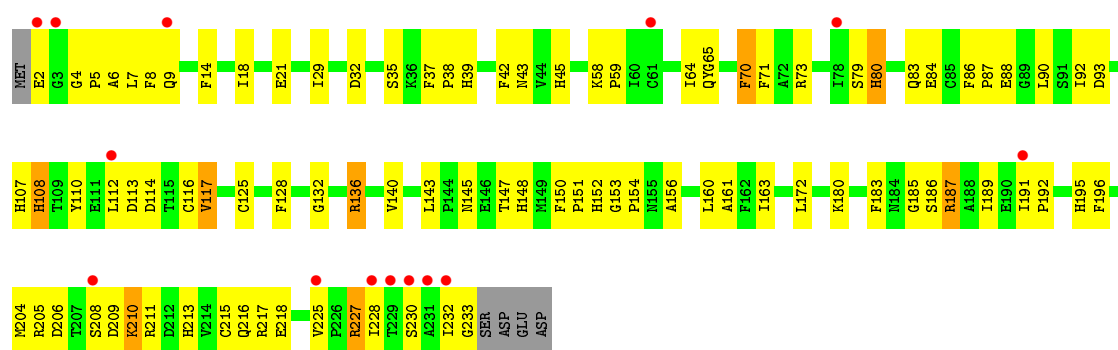 MET E2 G3 G4 P5 A6 L7 F8 Q9 F14 I18 E21 I29 D32 S35 K36 F37 P38 H39 F42 N43 V44 H45 K58 P59 I60 C61 I64 QYG65 F70 F71 A72 R73 I78 S79 H80 Q83 E84 C85 F86 P87 E88 G89 L90 S91 I92 D93
H107 H108 T109 Y110 E111 L112 D113 D114 T115 C116 V117 C125 F128 G132 R136 V140 L143 P144 N145 E146 T147 H148 M149 F150 P151 H152 G153 P154 N155 A156 L160 A161 F162 I163 L172 K180 F183 N184 G185 S186 R187 A188 I189 E190 I191 P192 H195 F196
M204 R205 D206 T207 S208 D209 K210 R211 D212 H213 V214 C215 Q216 R217 R218 V225 P226 R227 I228 T229 S230 A231 I232 G233 SER ASP GLU ASP